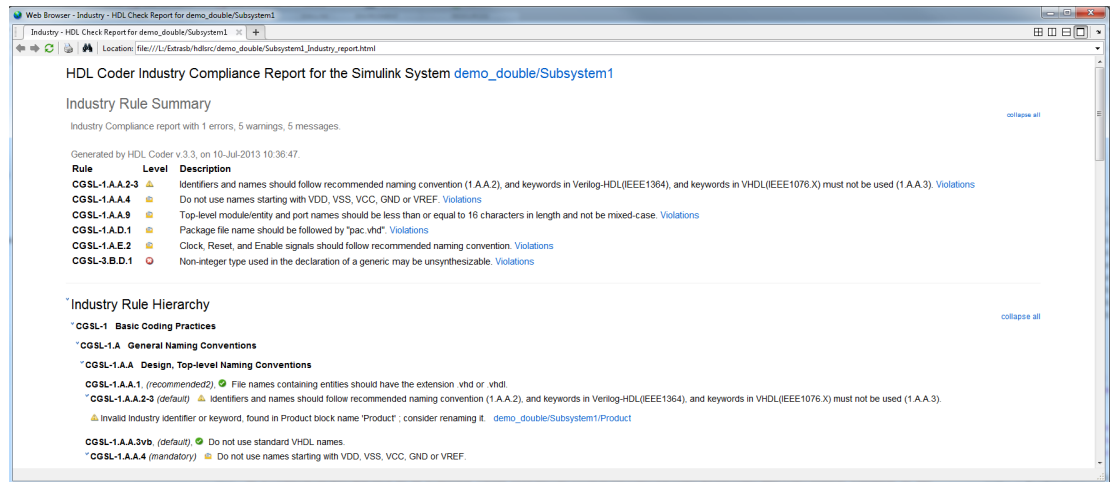 Web Browser - Industry - HDL Check Report for demo_double/Subsystem1
Industry - HDL Check Report for demo_double/Subsystem1
Location: file:///L:/Extrasb/hdlsrc/demo_double/Subsystem1_Industry_report.html
HDL Coder Industry Compliance Report for the Simulink System demo_double/Subsystem1
Industry Rule Summary
collapse all
Industry Compliance report with 1 errors, 5 warnings, 5 messages.
Generated by HDL Coder v.3.3, on 10-Jul-2013 10:36:47.
Rule Level Description
CGSL-1.A.A.2-3 Identifiers and names should follow recommended naming convention (1.A.A.2), and keywords in Verilog-HDL(IEEE1364), and keywords in VHDL(IEEE1076.X) must not be used (1.A.A.3). Violations
CGSL-1.A.A.4 Do not use names starting with VDD, VSS, VCC, GND or VREF. Violations
CGSL-1.A.A.9 Top-level module/entity and port names should be less than or equal to 16 characters in length and not be mixed-case. Violations
CGSL-1.A.D.1 Package file name should be followed by "pac.vhd". Violations
CGSL-1.A.E.2 Clock, Reset, and Enable signals should follow recommended naming convention. Violations
CGSL-3.B.D.1 Non-integer type used in the declaration of a generic may be unsynthesizable. Violations
Industry Rule Hierarchy
collapse all
CGSL-1 Basic Coding Practices
CGSL-1.A General Naming Conventions
CGSL-1.A.A Design, Top-level Naming Conventions
CGSL-1.A.A.1, (recommended2), File names containing entities should have the extension .vhd or .vhdl.
CGSL-1.A.A.2-3 (default) Identifiers and names should follow recommended naming convention (1.A.A.2), and keywords in Verilog-HDL(IEEE1364), and keywords in VHDL(IEEE1076.X) must not be used (1.A.A.3).
Invalid Industry identifier or keyword, found in Product block name 'Product' ; consider renaming it. demo_double/Subsystem1/Product
CGSL-1.A.A.3vb, (default), Do not use standard VHDL names.
CGSL-1.A.A.4 (mandatory) Do not use names starting with VDD, VSS, VCC, GND or VREF.